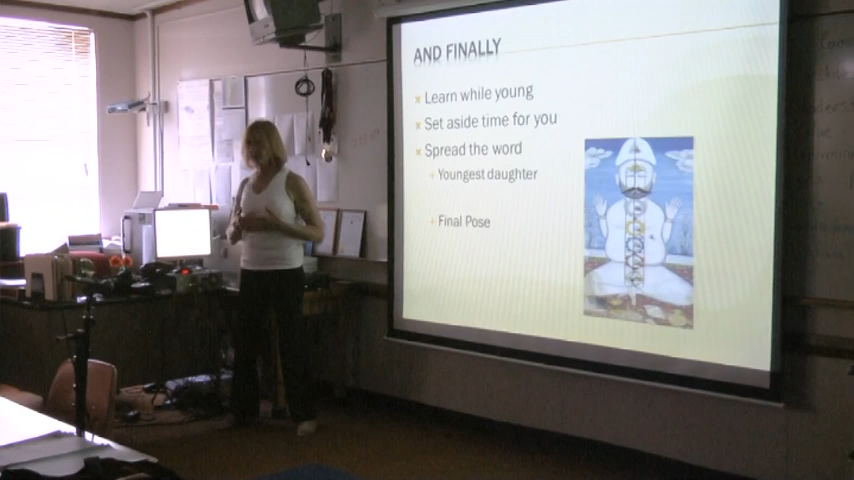 AND FINALLY
Learn while young
Set aside time for you
Spread the word
Youngest daughter
Final Pose